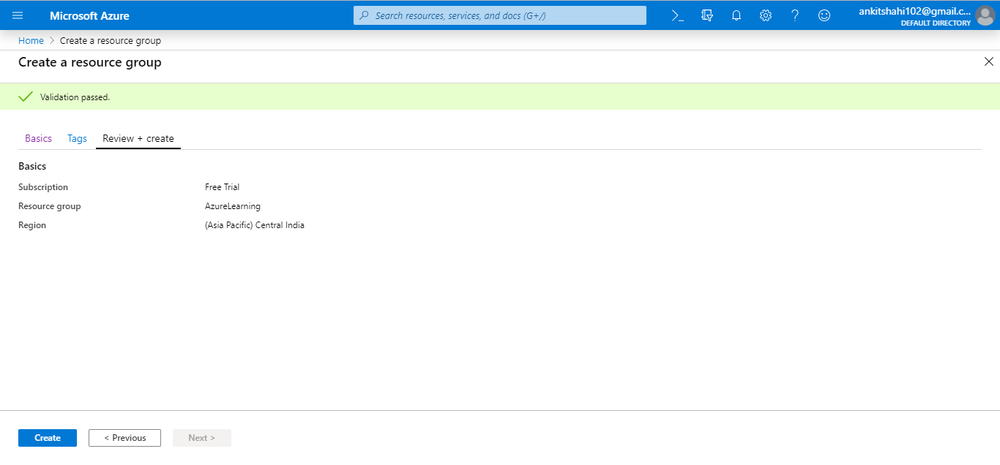 Microsoft Azure
Search resources, services, and docs (G+/)
ankitshahi102@gmail.c...
DEFAULT DIRECTORY
Home > Create a resource group
Create a resource group
Validation passed.
Basics Tags Review + create
Basics
Subscription Free Trial
Resource group AzureLearning
Region (Asia Pacific) Central India
Create < Previous Next >